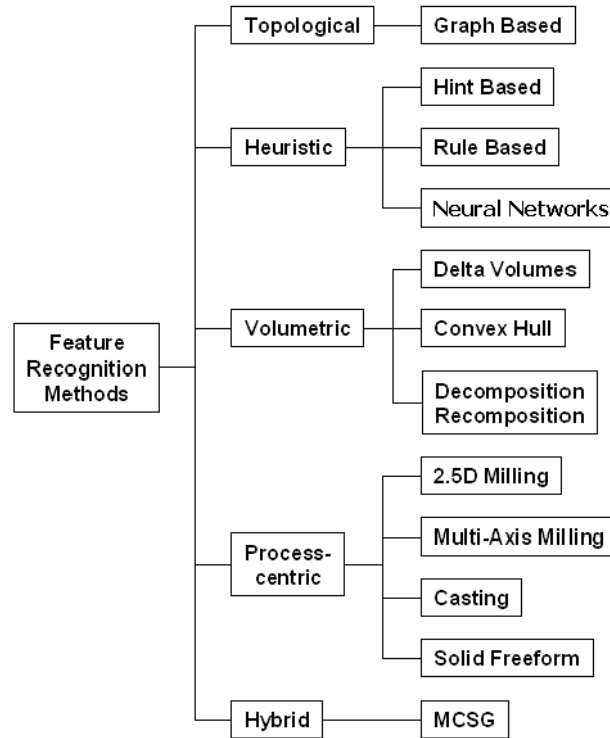 Topological
Graph Based
Hint Based
Heuristic
Rule Based
Neural Networks
Delta Volumes
Volumetric
Convex Hull
Feature
Recognition
Methods
Decomposition
Recomposition
2.5D Milling
Multi-Axis Milling
Process-
centric
Casting
Solid Freeform
Hybrid
MCSG